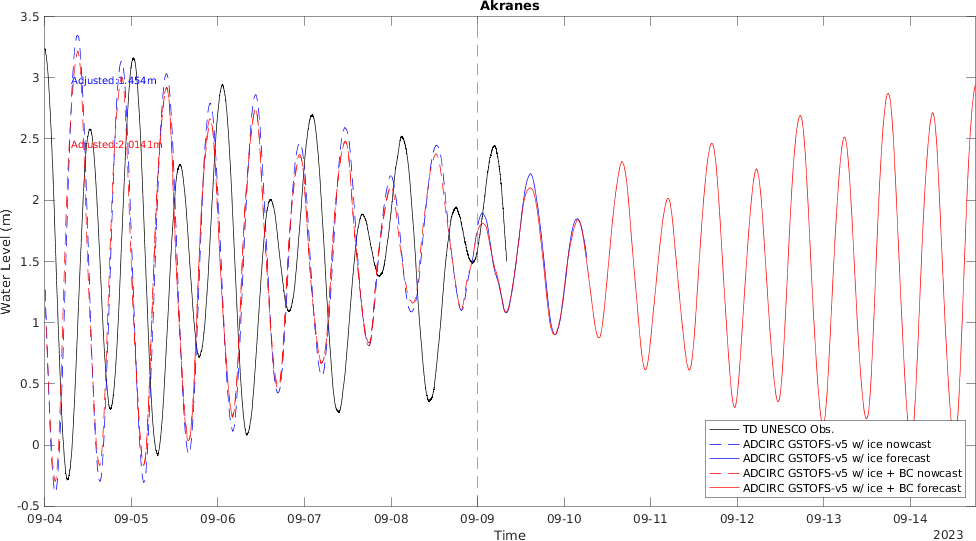 Akranes
3.5
3
2.5
2
1.5
1
0.5
0
-0.5
Water Level (m)
Adjusted:1.454m
Adjusted:2.0141m
TD UNESCO Obs.
ADCIRC GSTOFS-v5 w/ ice nowcast
ADCIRC GSTOFS-v5 w/ ice forecast
ADCIRC GSTOFS-v5 w/ ice + BC nowcast
ADCIRC GSTOFS-v5 w/ ice + BC forecast
09-04 09-05 09-06 09-07 09-08 09-09 09-10 09-11 09-12 09-13 09-14
Time
2023